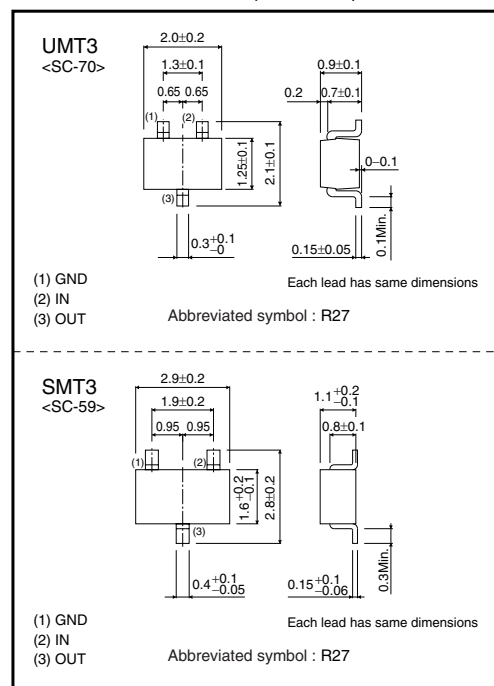 UMT3
<SC-70>
2.0±0.2
1.3±0.1
0.65 0.65
(1) (2)
(3)
1.25±0.1
2.1±0.1
0.3+0.1 −0
0.9±0.1
0.2 0.7±0.1
0−0.1
0.1Min.
0.15±0.05
Each lead has same dimensions
(1) GND
(2) IN
(3) OUT
Abbreviated symbol : R27
SMT3
<SC-59>
2.9±0.2
1.9±0.2
0.95 0.95
(1) (2)
(3)
1.6+0.2 −0.1
2.8±0.2
0.4+0.1 −0.05
1.1+0.2 −0.1
0.8±0.1
0.3Min.
0.15+0.1 −0.06
Each lead has same dimensions
(1) GND
(2) IN
(3) OUT
Abbreviated symbol : R27